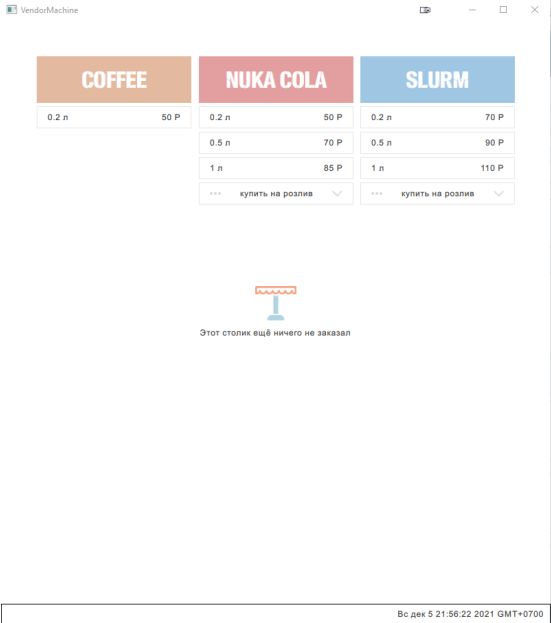 VendorMachine
COFFEE
0.2 л 50 Р
NUKA COLA
0.2 л 50 Р
0.5 л 70 Р
1 л 85 Р
купить на розлив
SLURM
0.2 л 70 Р
0.5 л 90 Р
1 л 110 Р
купить на розлив
Этот столик ещё ничего не заказал
Вс дек 5 21:56:22 2021 GMT+0700